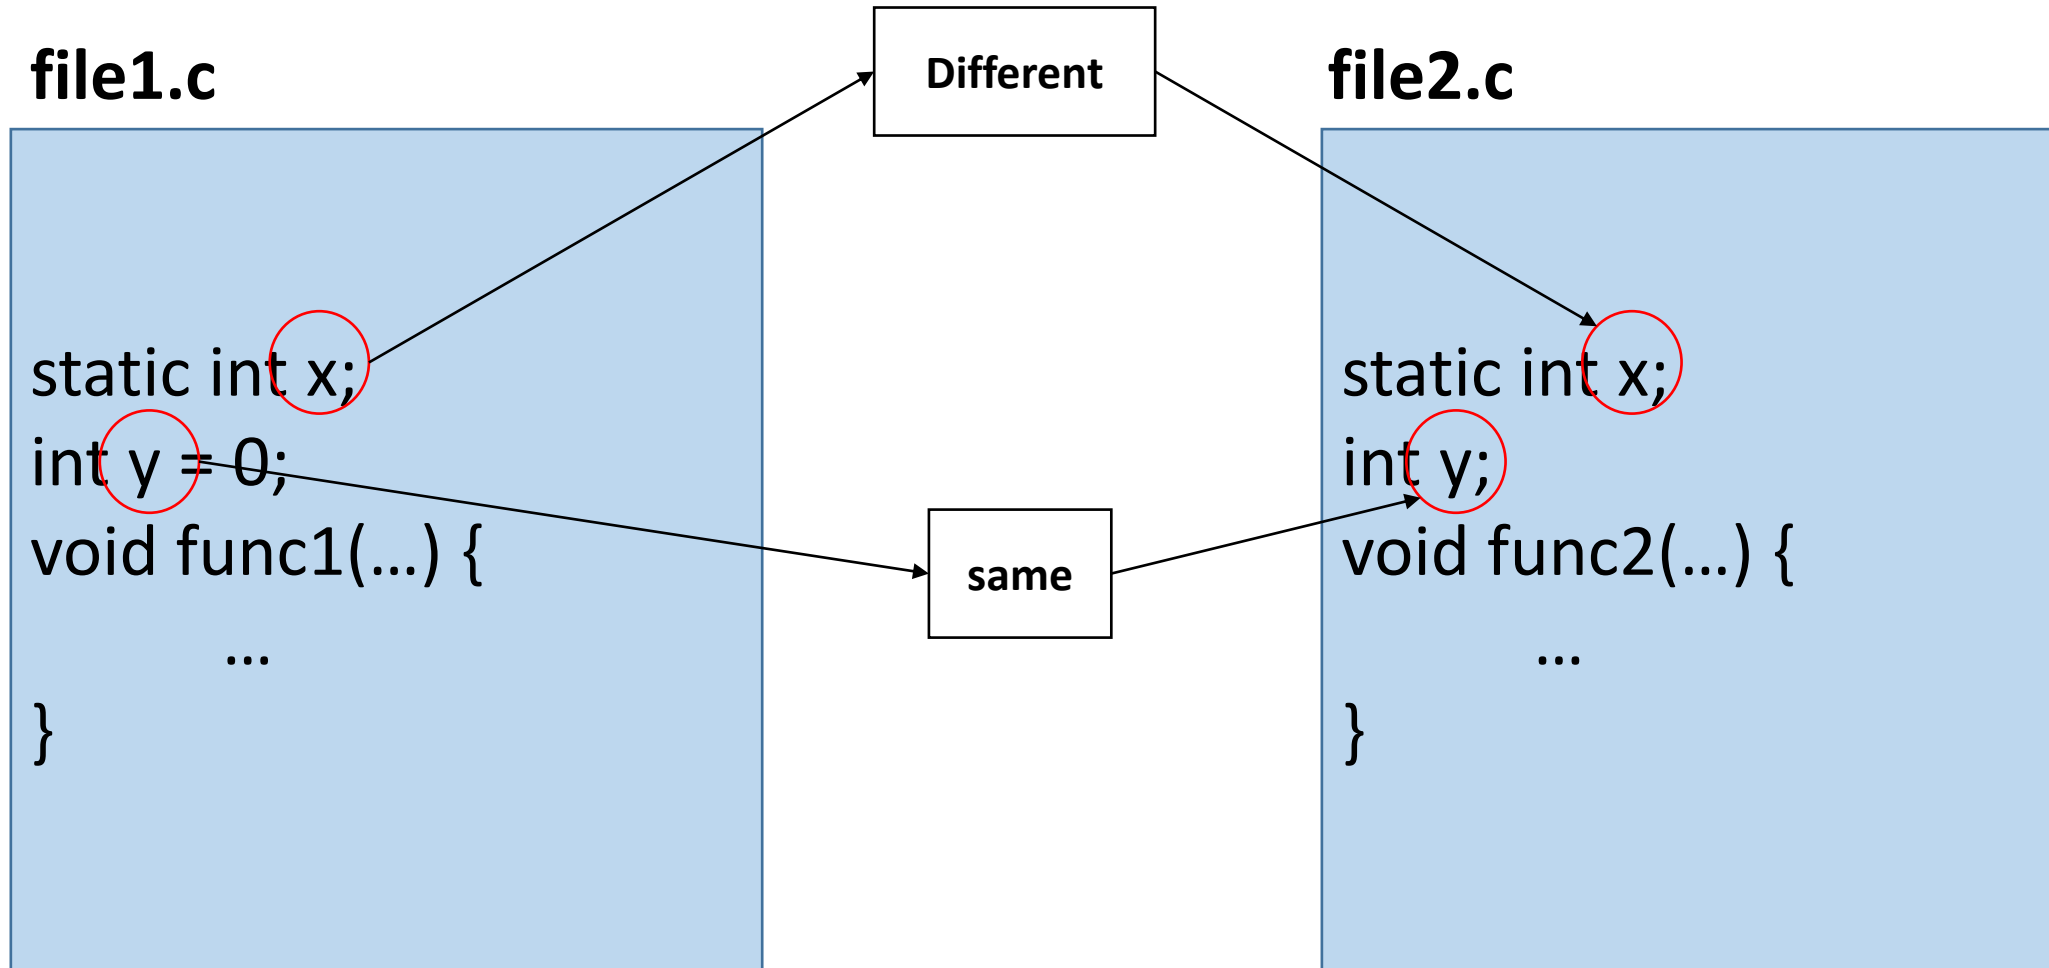 file1.c
static int x;
int y = 0;
void func1(…) {
…
}
Different
same
file2.c
static int x;
int y;
void func2(…) {
…
}